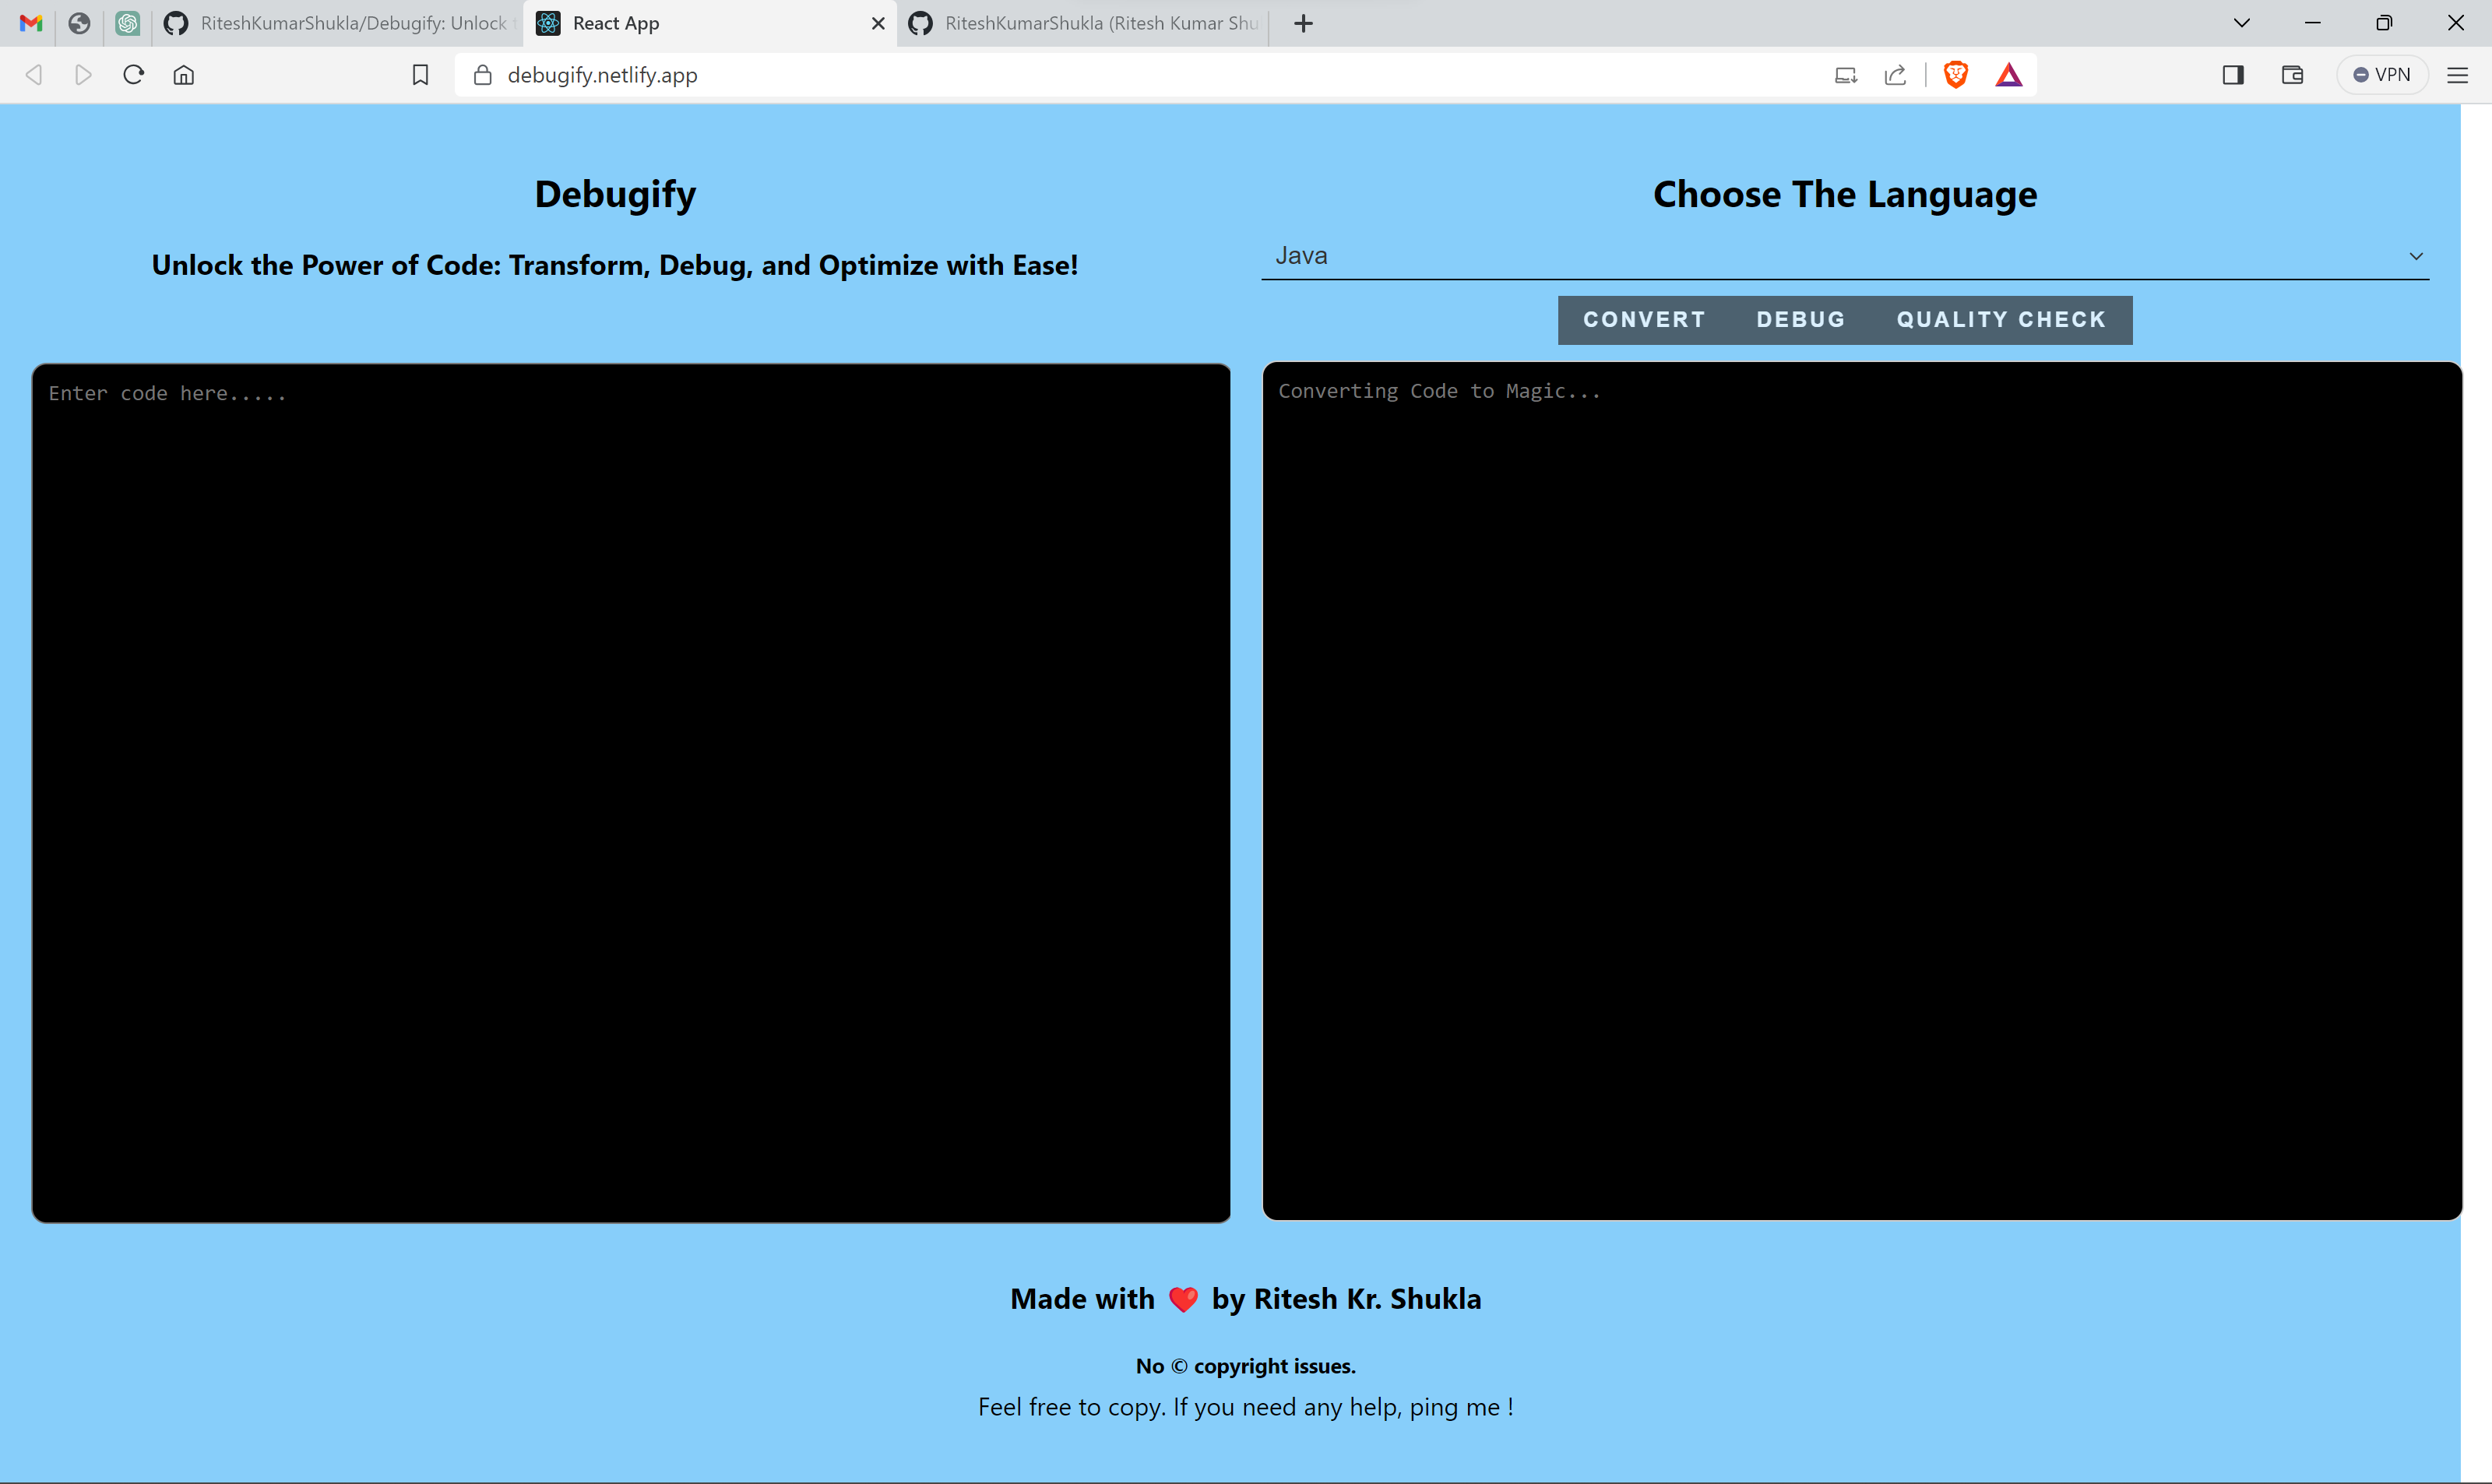 RiteshKumarShukla/Debugify: Unlock
React App
RiteshKumarShukla (Ritesh Kumar Shu
debugify.netlify.app
VPN
Debugify
Unlock the Power of Code: Transform, Debug, and Optimize with Ease!
Choose The Language
Java
CONVERT DEBUG QUALITY CHECK
Enter code here.....
Converting Code to Magic...
Made with ❤️ by Ritesh Kr. Shukla
No © copyright issues.
Feel free to copy. If you need any help, ping me !